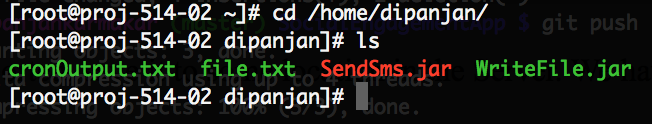 [root@proj-514-02 ~]# cd /home/dipanjan/
[root@proj-514-02 dipanjan]# ls
cronOutput.txt file.txt SendSms.jar WriteFile.jar
[root@proj-514-02 dipanjan]#